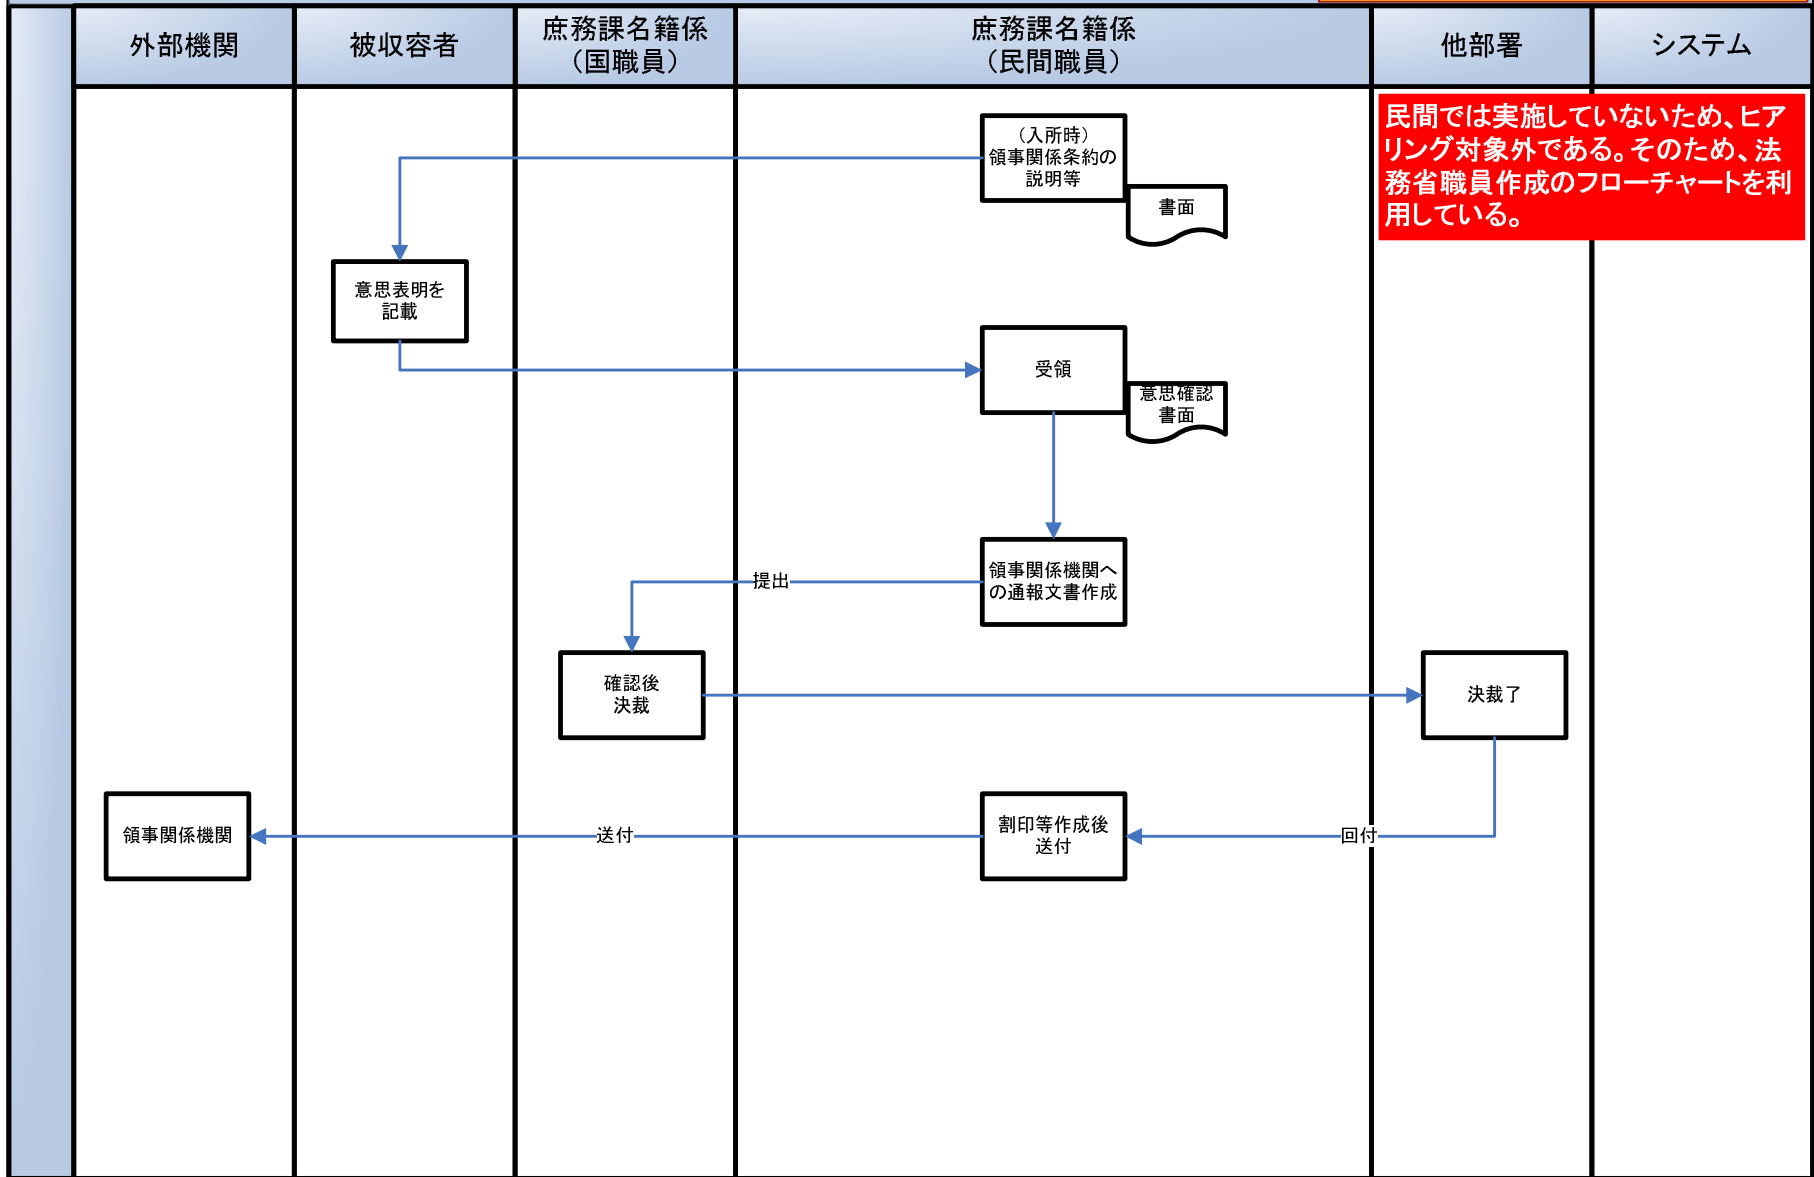 外部機関
被収容者
庶務課名籍係
（国職員）
庶務課名籍係
（民間職員）
他部署
システム
民間では実施していないため、ヒア
リング対象外である。そのため、法
務省職員作成のフローチャートを利
用している。
（入所時）
領事関係条約の
説明等
書面
意思表明を
記載
受領
意思確認
書面
領事関係機関へ
の通報文書作成
提出
確認後
決裁
決裁了
領事関係機関
送付
割印等作成後
送付
回付